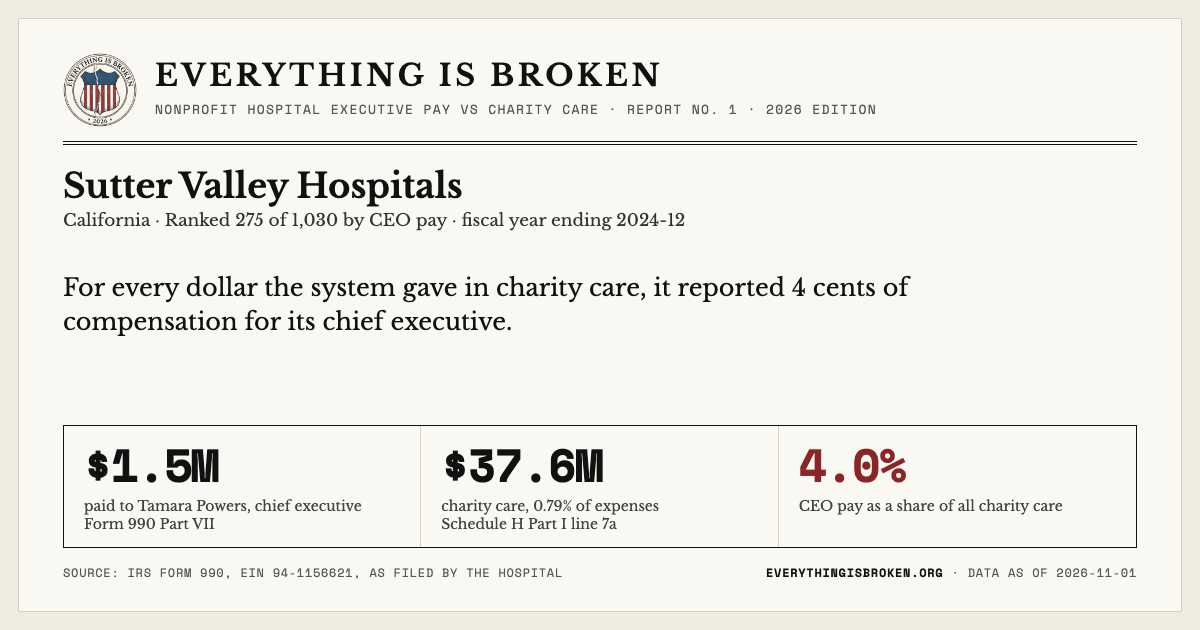 EVERYTHING IS BROKEN
2026
EVERYTHING IS BROKEN
NONPROFIT HOSPITAL EXECUTIVE PAY VS CHARITY CARE · REPORT NO. 1 · 2026 EDITION
Sutter Valley Hospitals
California · Ranked 275 of 1,030 by CEO pay · fiscal year ending 2024-12
For every dollar the system gave in charity care, it reported 4 cents of
compensation for its chief executive.
$1.5M
paid to Tamara Powers, chief executive
Form 990 Part VII
$37.6M
charity care, 0.79% of expenses
Schedule H Part I line 7a
4.0%
CEO pay as a share of all charity care
SOURCE: IRS FORM 990, EIN 94-1156621, AS FILED BY THE HOSPITAL
EVERYTHINGISBROKEN.ORG · DATA AS OF 2026-11-01